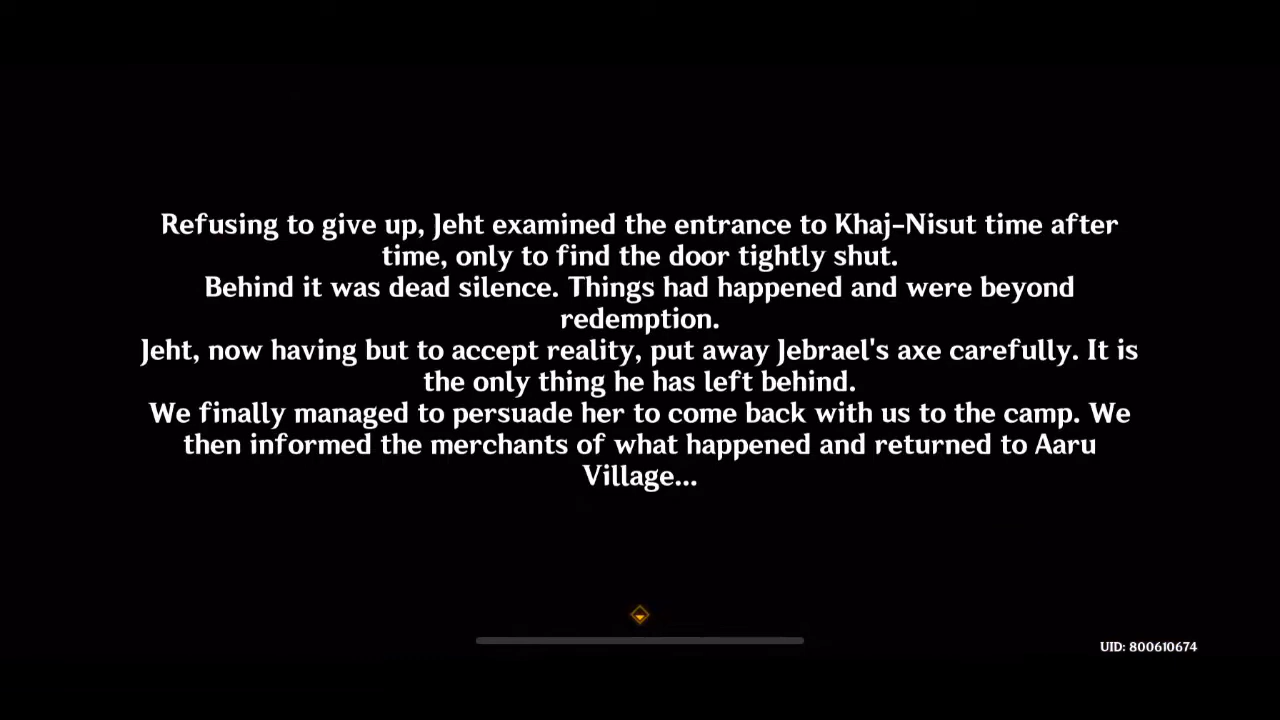 Refusing to give up, Jeht examined the entrance to Khaj-Nisut time after
time, only to find the door tightly shut.
Behind it was dead silence. Things had happened and were beyond
redemption.
Jeht, now having but to accept reality, put away Jebrael's axe carefully. It is
the only thing he has left behind.
We finally managed to persuade her to come back with us to the camp. We
then informed the merchants of what happened and returned to Aaru
Village...
UID: 800610674